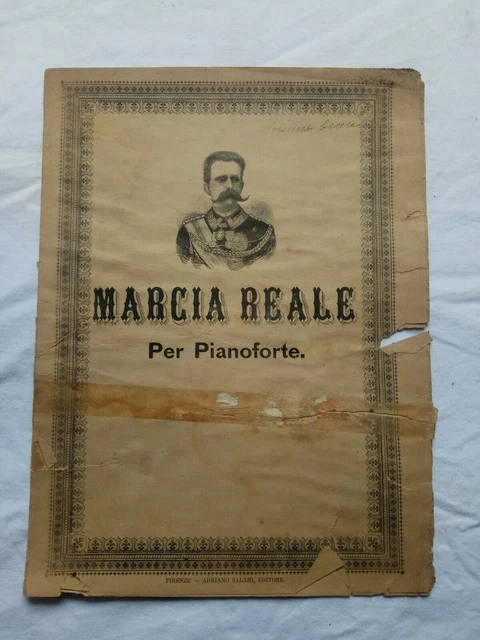 MARCIA REALE
Per Pianoforte.
FIRENZE — ADRIANO SALANI, EDITORE